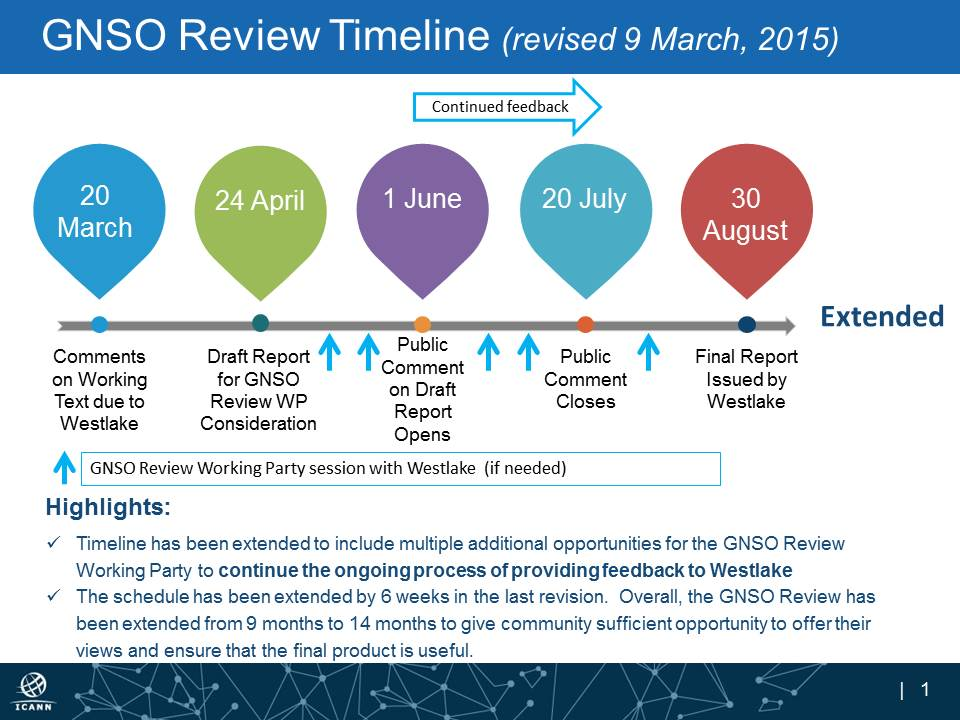 GNSO Review Timeline (revised 9 March, 2015)
Continued feedback
20
March
24 April
1 June
20 July
30
August
Extended
Comments
on Working
Text due to
Westlake
Draft Report
for GNSO
Review WP
Consideration
Public
Comment
on Draft
Report
Opens
Public
Comment
Closes
Final Report
Issued by
Westlake
GNSO Review Working Party session with Westlake (if needed)
Highlights:
✓ Timeline has been extended to include multiple additional opportunities for the GNSO Review
Working Party to continue the ongoing process of providing feedback to Westlake
✓ The schedule has been extended by 6 weeks in the last revision. Overall, the GNSO Review has
been extended from 9 months to 14 months to give community sufficient opportunity to offer their
views and ensure that the final product is useful.
ICANN
| 1